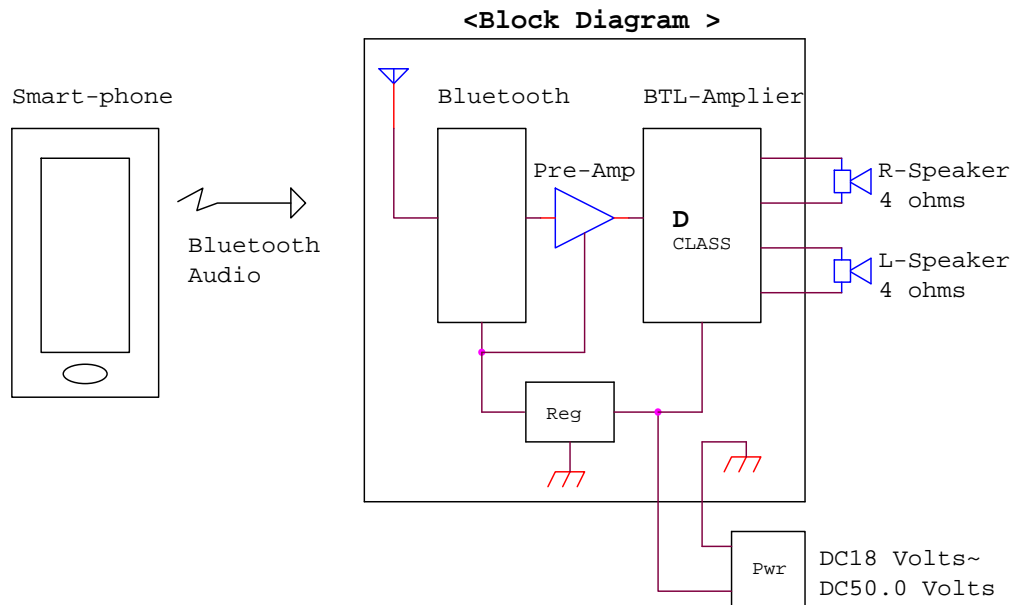 <Block Diagram >
Smart-phone
Bluetooth
BTL-Amplier
Pre-Amp
R-Speaker
4 ohms
D
CLASS
Bluetooth
Audio
L-Speaker
4 ohms
Reg
Pwr
DC18 Volts~
DC50.0 Volts